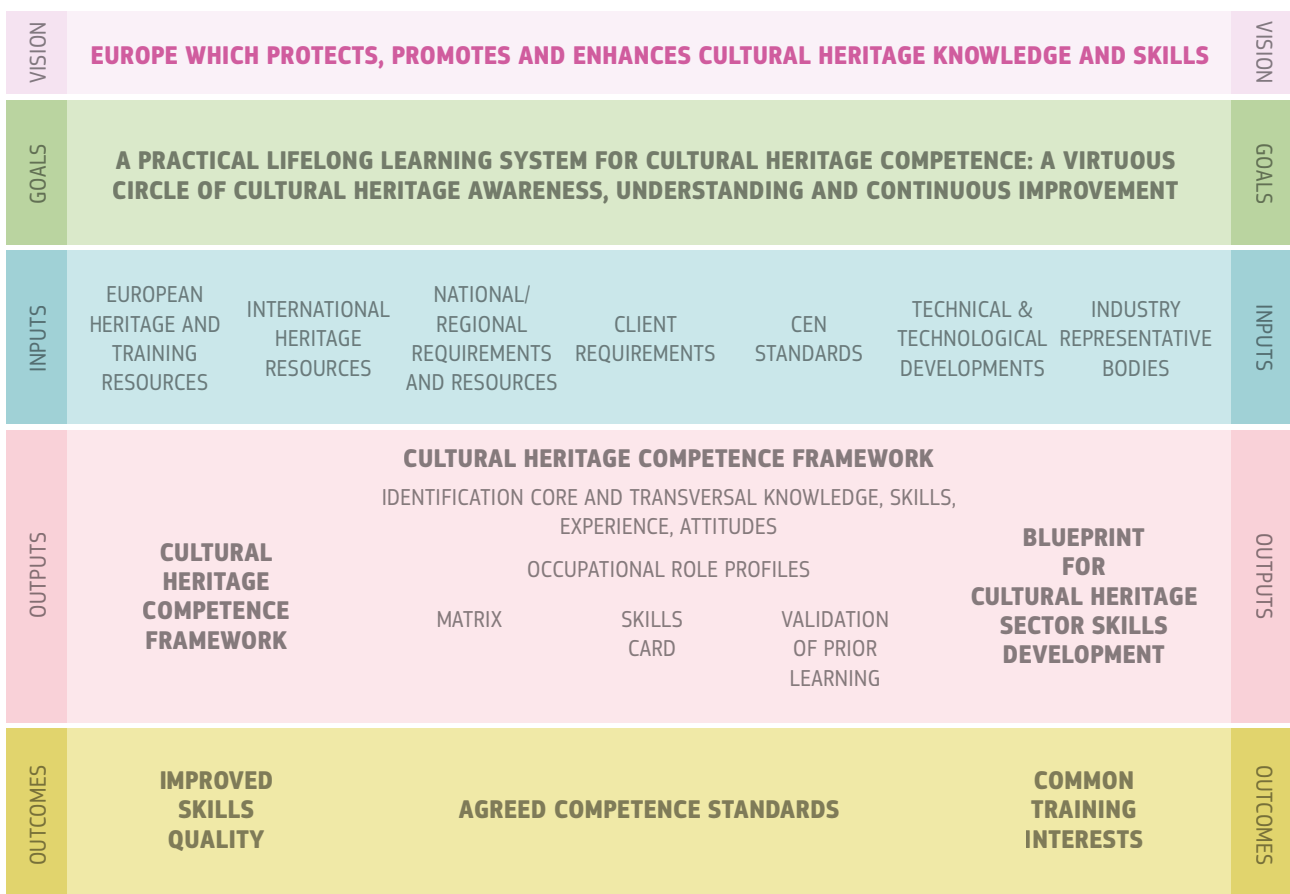 VISION
EUROPE WHICH PROTECTS, PROMOTES AND ENHANCES CULTURAL HERITAGE KNOWLEDGE AND SKILLS
VISION
GOALS
A PRACTICAL LIFELONG LEARNING SYSTEM FOR CULTURAL HERITAGE COMPETENCE: A VIRTUOUS
CIRCLE OF CULTURAL HERITAGE AWARENESS, UNDERSTANDING AND CONTINUOUS IMPROVEMENT
GOALS
INPUTS
EUROPEAN
HERITAGE AND
TRAINING
RESOURCES
INTERNATIONAL
HERITAGE
RESOURCES
NATIONAL/
REGIONAL
REQUIREMENTS
AND RESOURCES
CLIENT
REQUIREMENTS
CEN
STANDARDS
TECHNICAL &
TECHNOLOGICAL
DEVELOPMENTS
INDUSTRY
REPRESENTATIVE
BODIES
INPUTS
OUTPUTS
CULTURAL
HERITAGE
COMPETENCE
FRAMEWORK
CULTURAL HERITAGE COMPETENCE FRAMEWORK
IDENTIFICATION CORE AND TRANSVERSAL KNOWLEDGE, SKILLS,
EXPERIENCE, ATTITUDES
OCCUPATIONAL ROLE PROFILES
MATRIX
SKILLS
CARD
VALIDATION
OF PRIOR
LEARNING
BLUEPRINT
FOR
CULTURAL HERITAGE
SECTOR SKILLS
DEVELOPMENT
OUTPUTS
OUTCOMES
IMPROVED
SKILLS
QUALITY
AGREED COMPETENCE STANDARDS
COMMON
TRAINING
INTERESTS
OUTCOMES